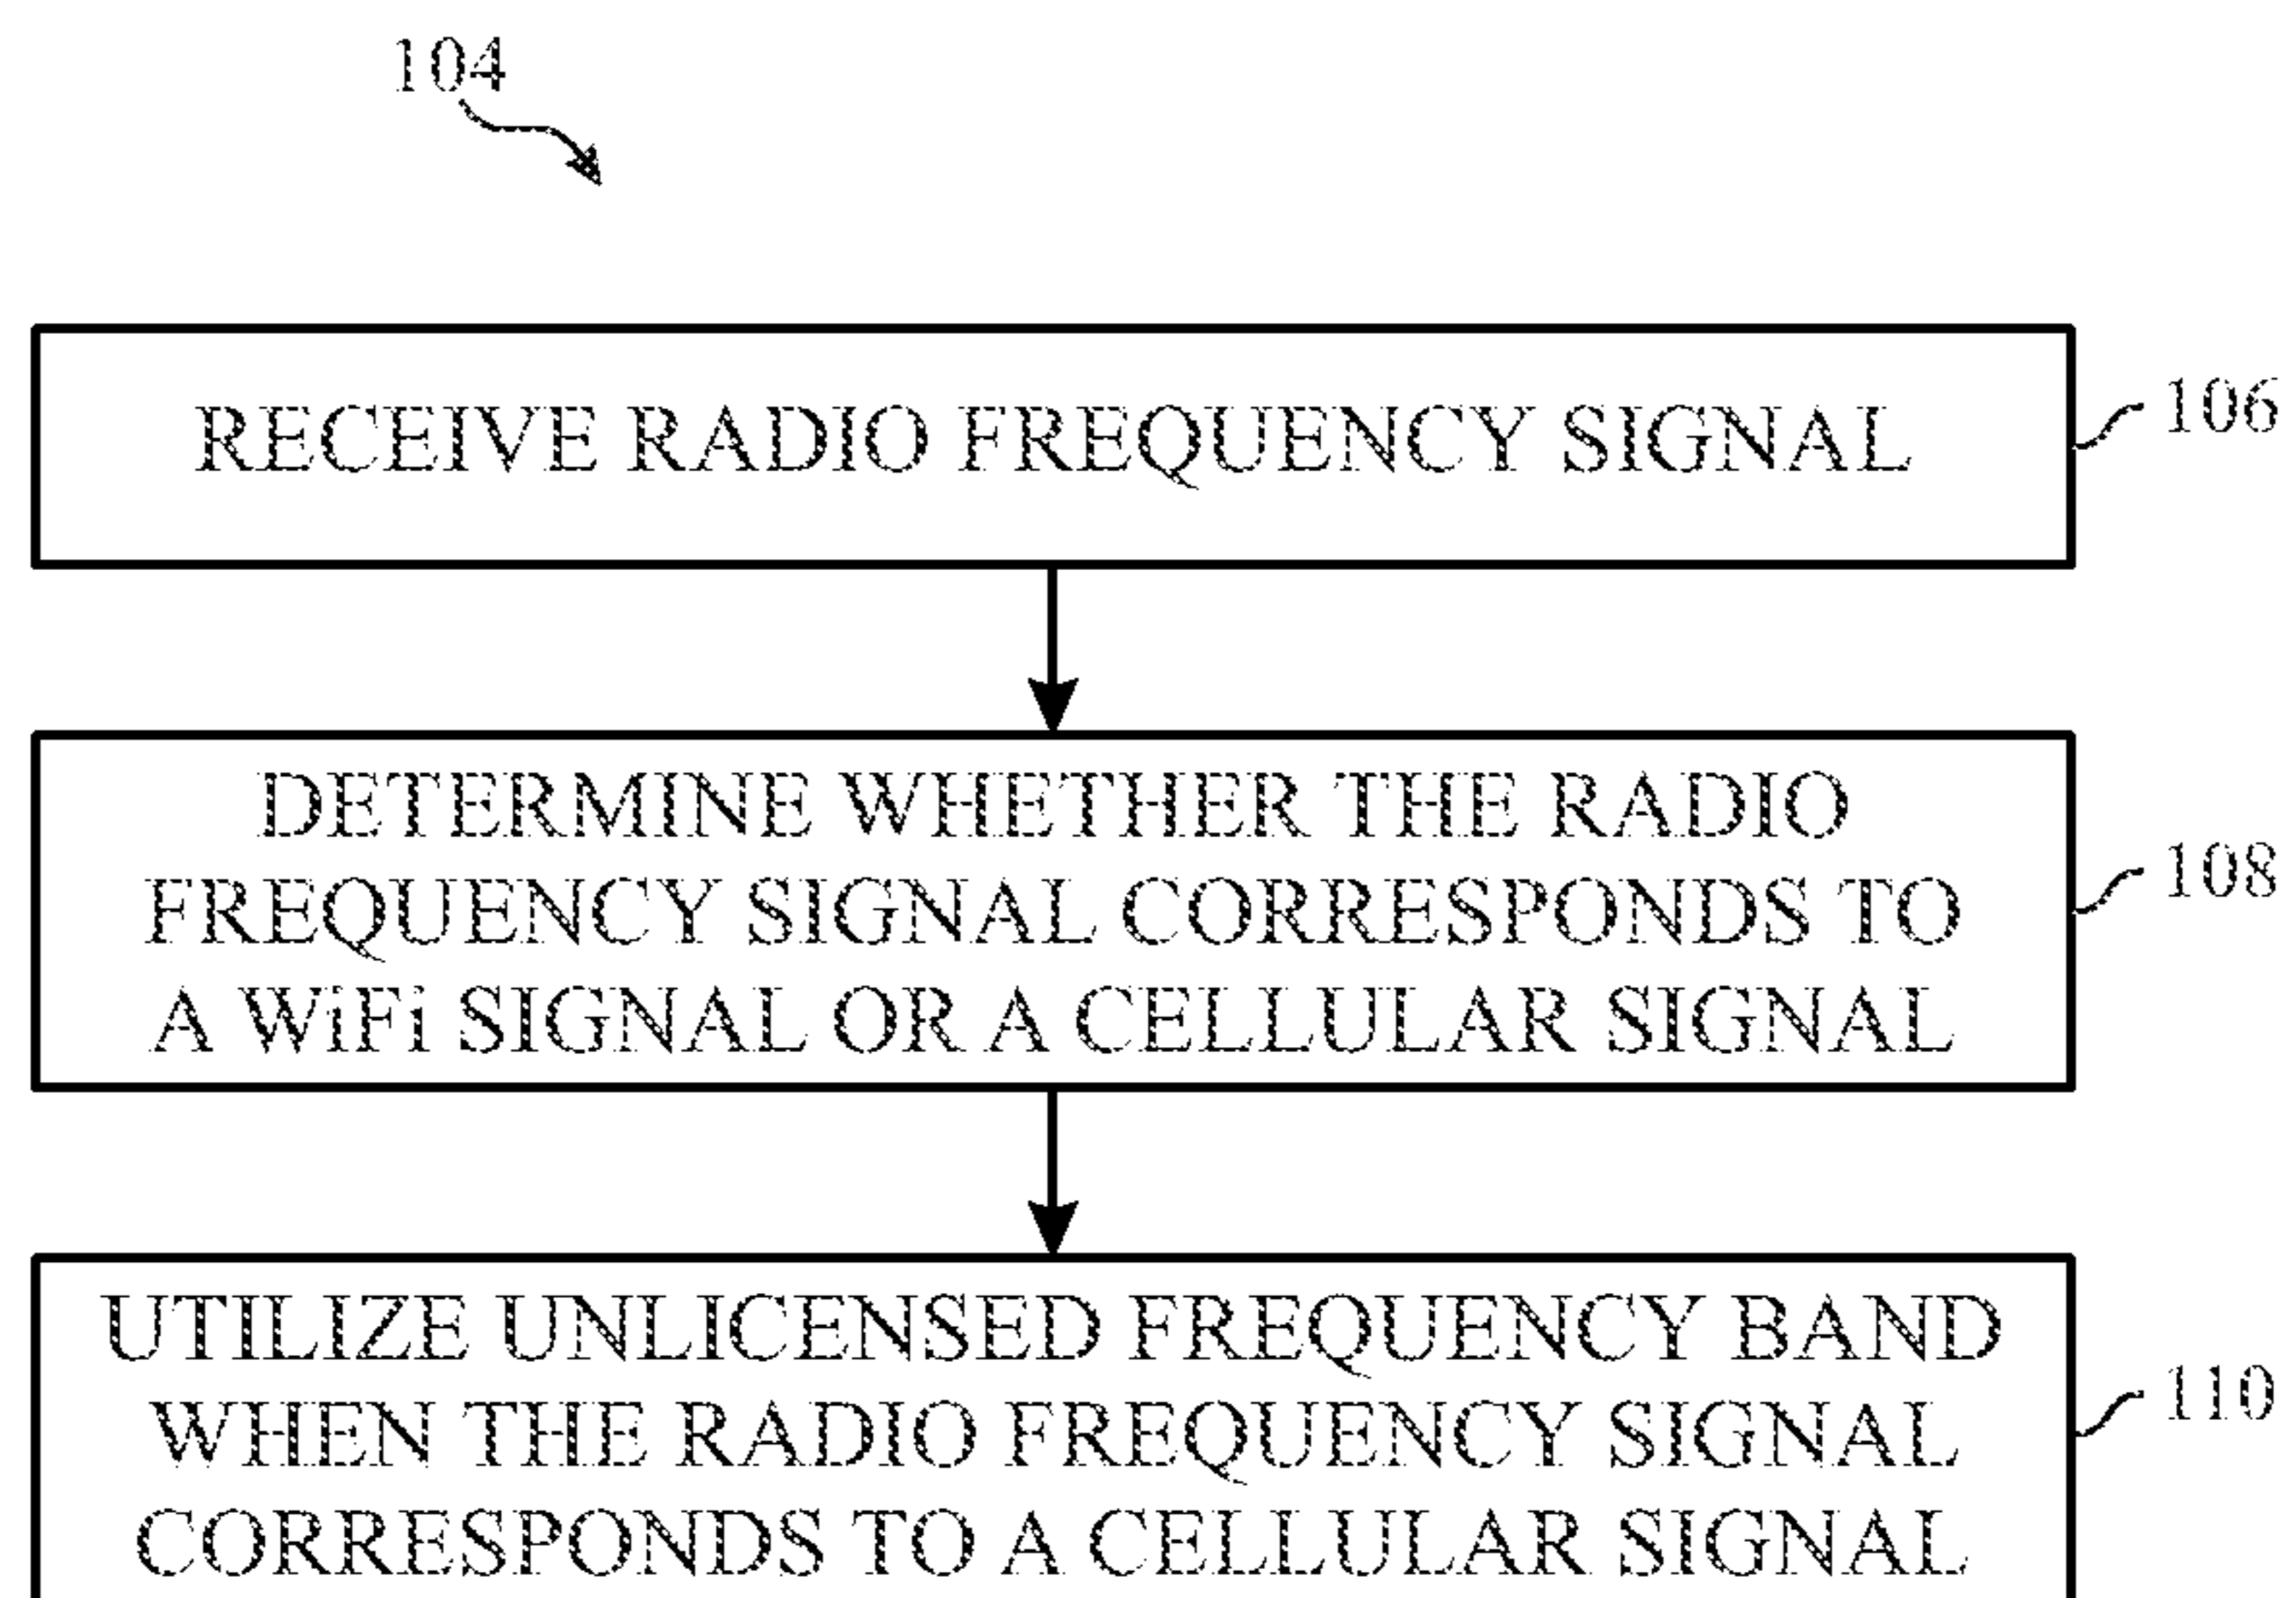 104
RECEIVE RADIO FREQUENCY SIGNAL
106
DETERMINE WHETHER THE RADIO
FREQUENCY SIGNAL CORRESPONDS TO
A WiFi SIGNAL OR A CELLULAR SIGNAL
108
UTILIZE UNLICENSED FREQUENCY BAND
WHEN THE RADIO FREQUENCY SIGNAL
CORRESPONDS TO A CELLULAR SIGNAL
110